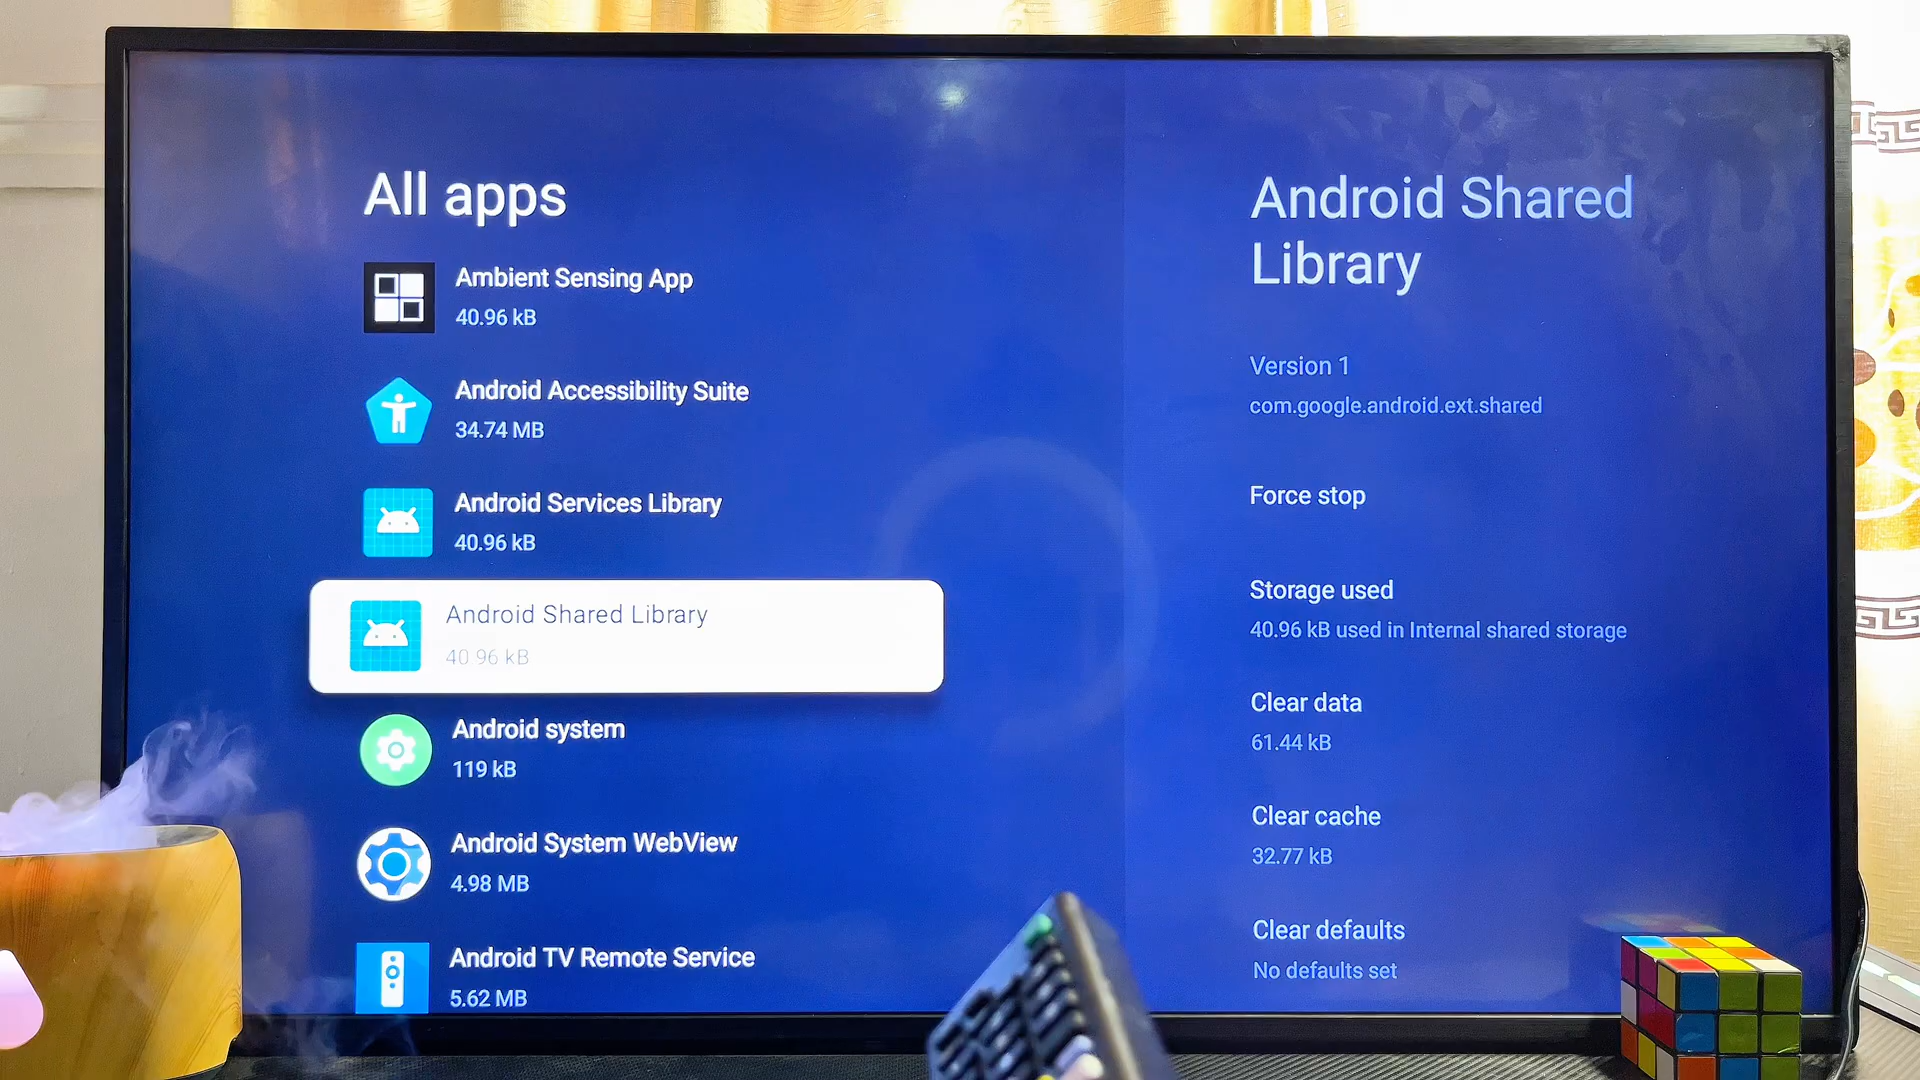 All apps
Ambient Sensing App
40.96 kB
Android Accessibility Suite
34.74 MB
Android Services Library
40.96 kB
Android Shared Library
40.96 kB
Android system
119 kB
Android System WebView
4.98 MB
Android TV Remote Service
5.62 MB
Android Shared
Library
Version 1
com.google.android.ext.shared
Force stop
Storage used
40.96 kB used in Internal shared storage
Clear data
61.44 kB
Clear cache
32.77 kB
Clear defaults
No defaults set